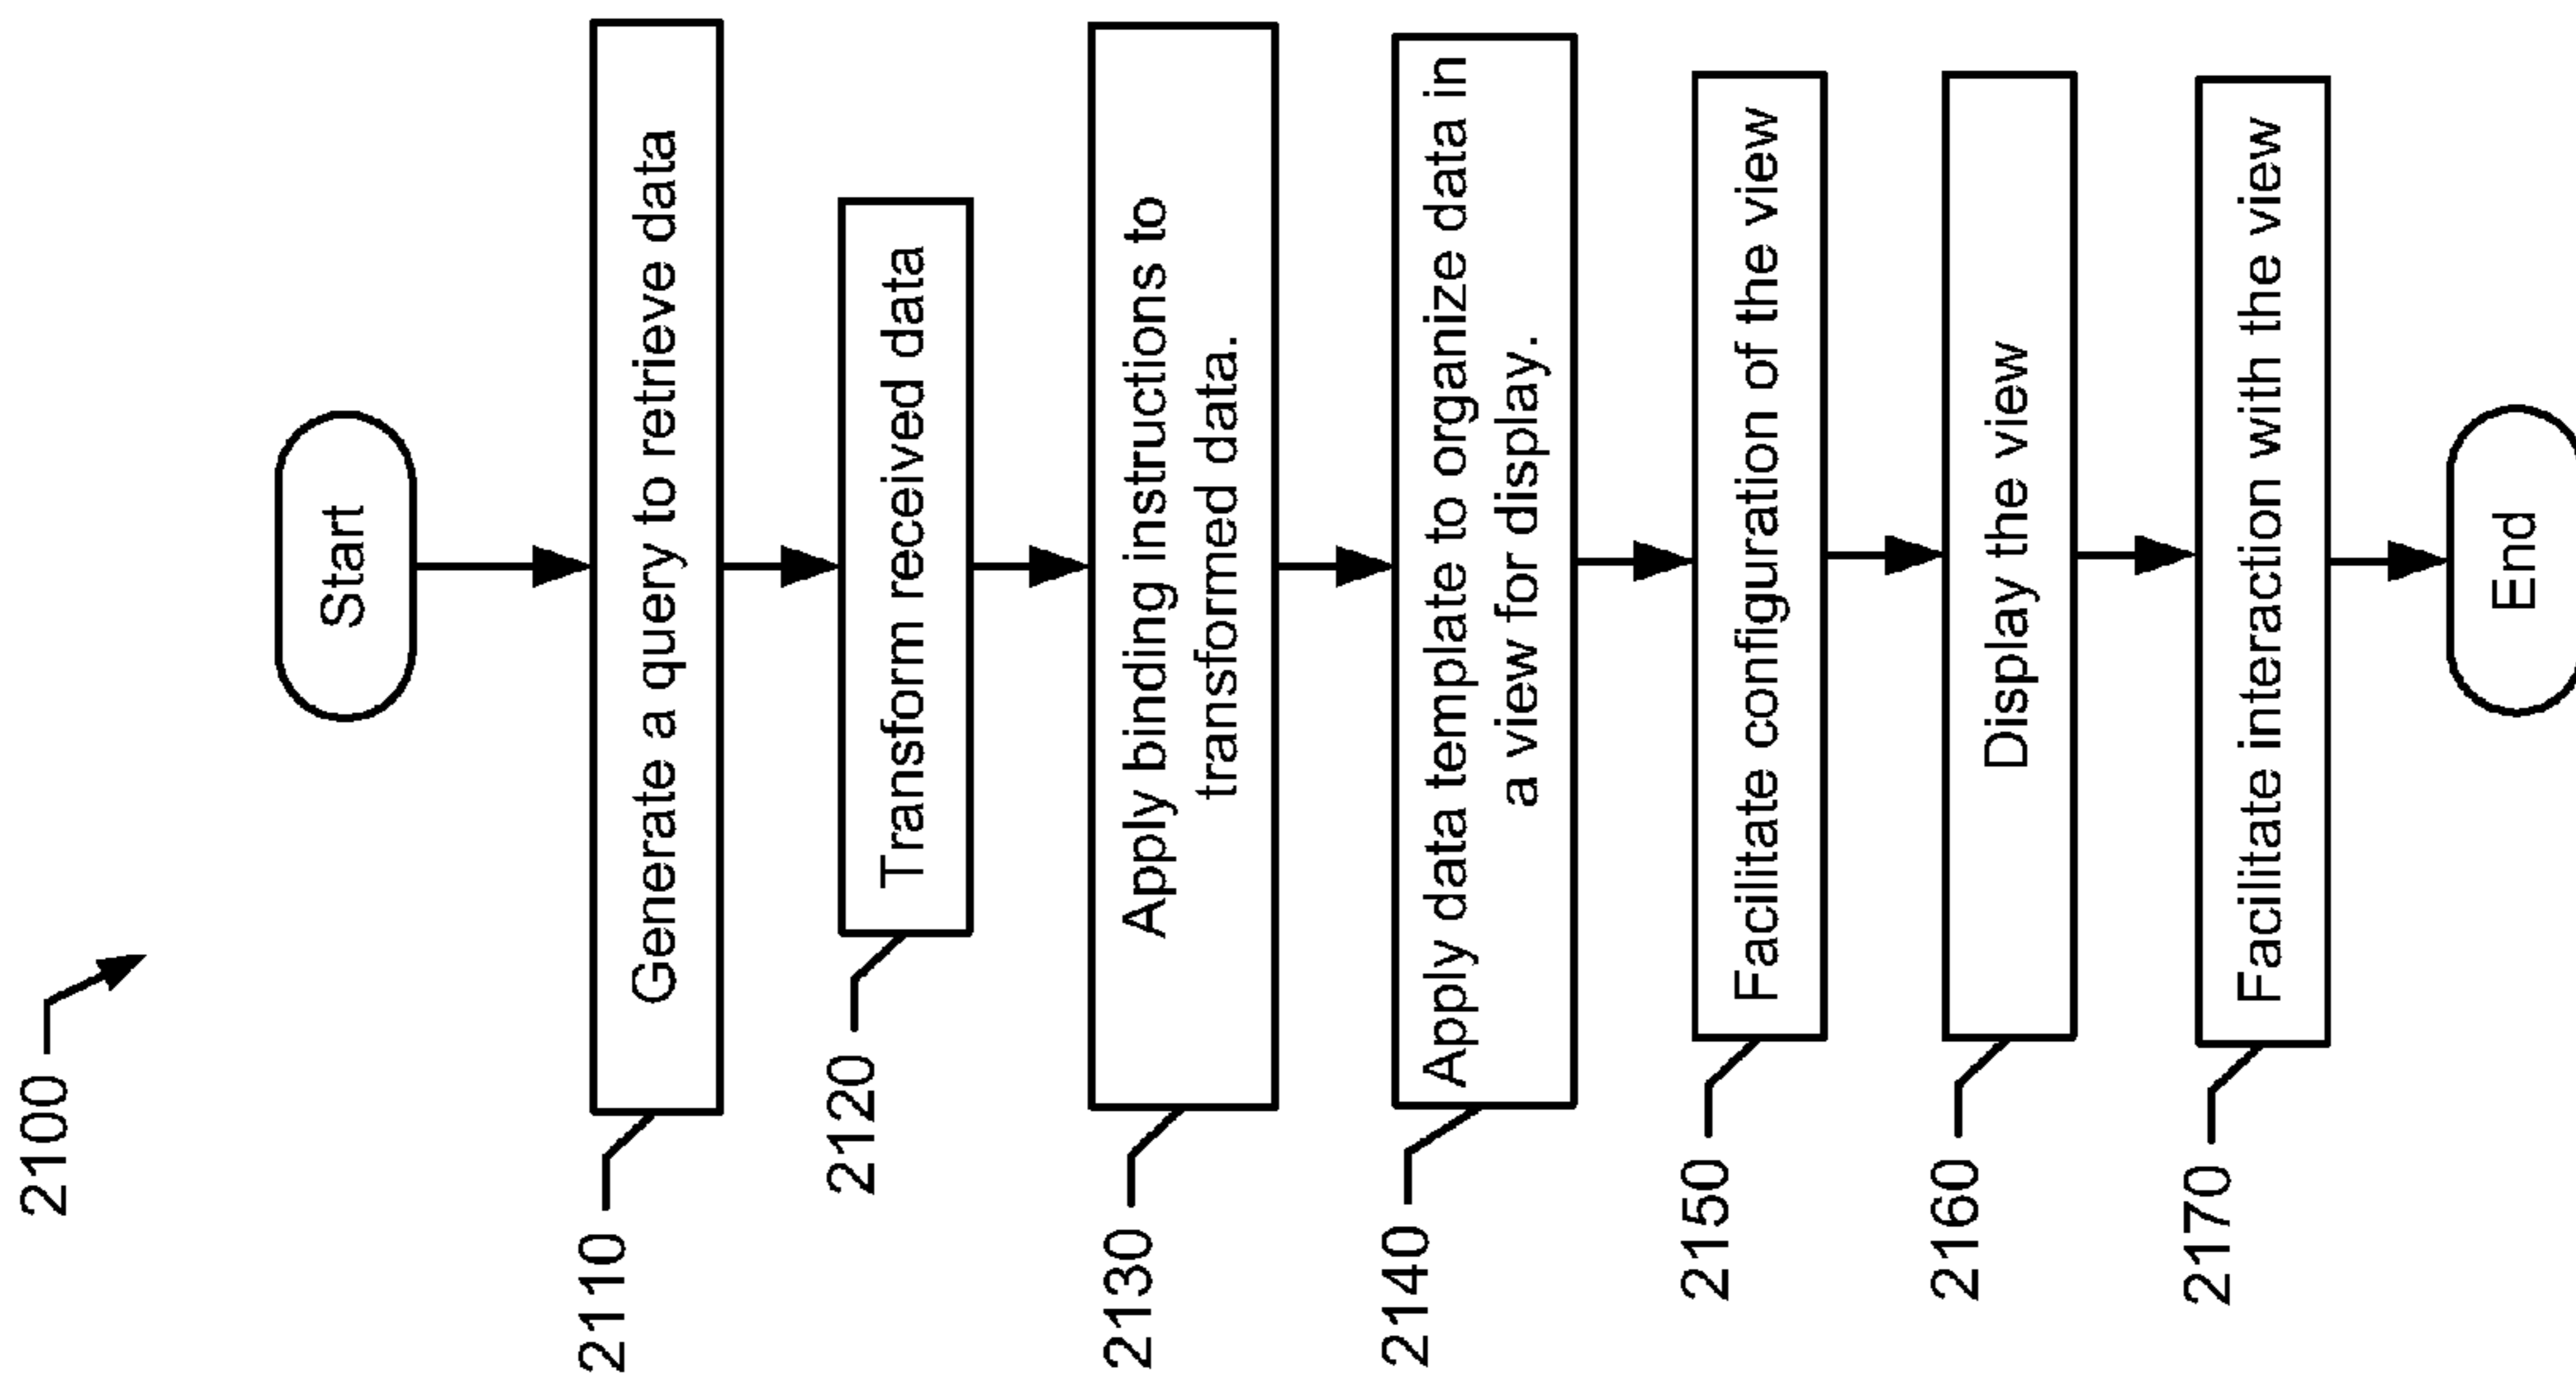 2100
Start
2110
Generate a query to retrieve data
2120
Transform received data
2130
Apply binding instructions to
transformed data.
2140
Apply data template to organize data in
a view for display.
2150
Facilitate configuration of the view
2160
Display the view
2170
Facilitate interaction with the view
End